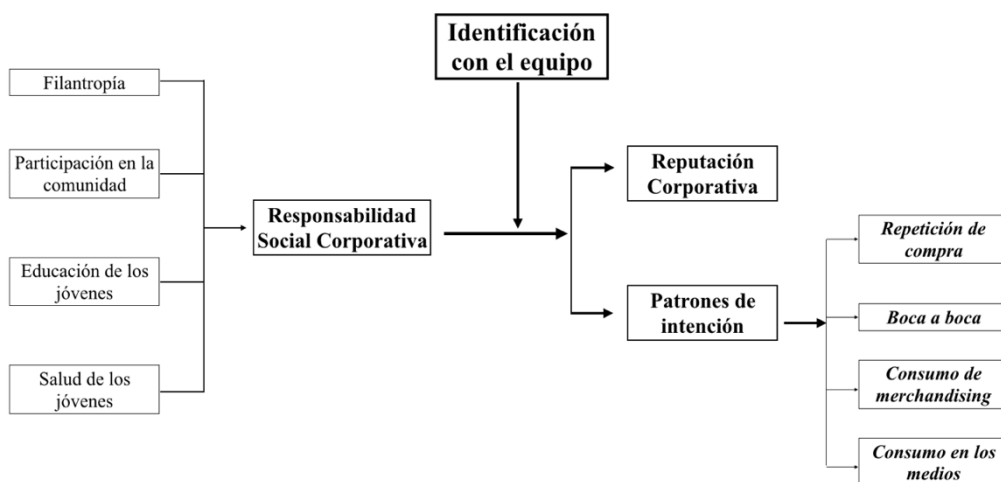 Identificación
con el equipo
Filantropía
Participación en la
comunidad
Educación de los
jóvenes
Salud de los
jóvenes
Responsabilidad
Social Corporativa
Reputación
Corporativa
Patrones de
intención
Repetición de
compra
Boca a boca
Consumo de
merchandising
Consumo en los
medios